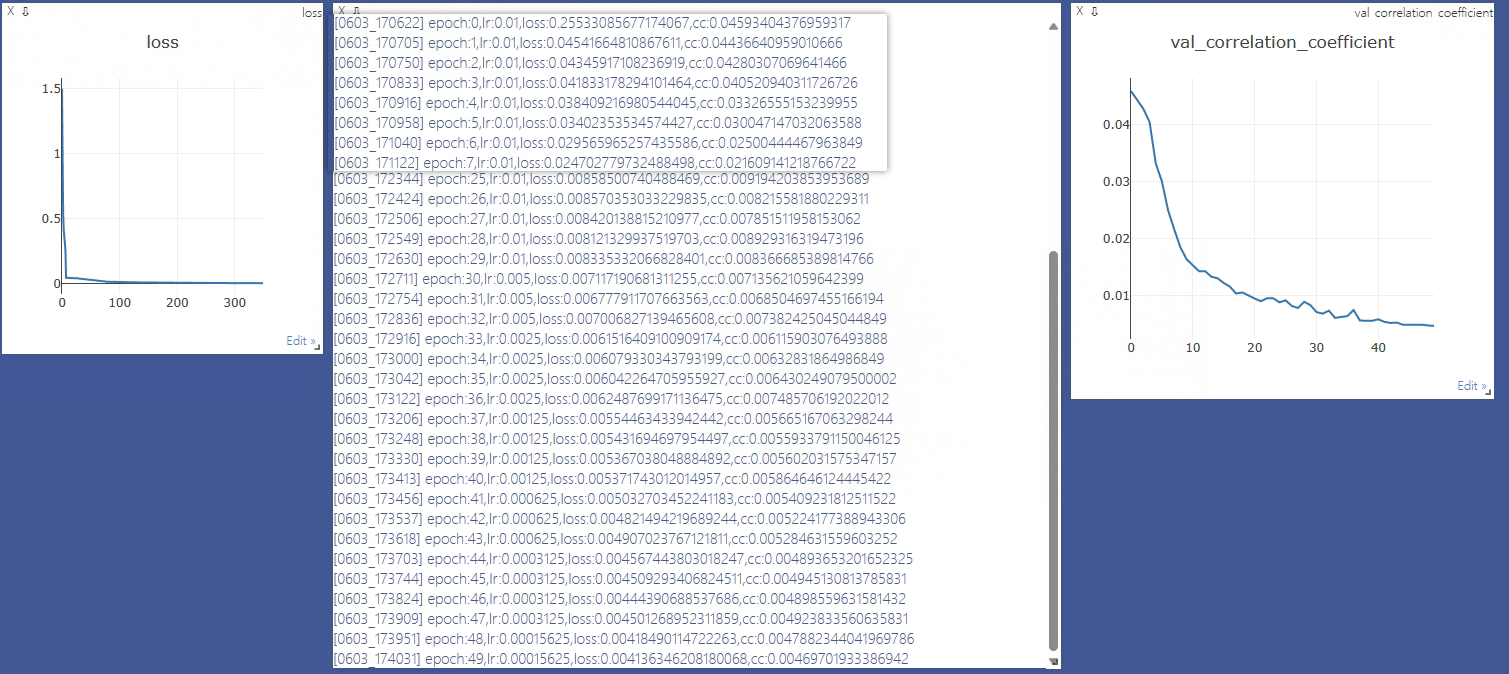 X ⇩ loss
loss
1.5
1
0.5
0
0 100 200 300
Edit »
X ⇩
[0603_170622] epoch:0,lr:0.01,loss:0.25533085677174067,cc:0.04593404376959317
[0603_170705] epoch:1,lr:0.01,loss:0.04541664810867611,cc:0.04436640959010666
[0603_170750] epoch:2,lr:0.01,loss:0.04345917108236919,cc:0.04280307069641466
[0603_170833] epoch:3,lr:0.01,loss:0.041833178294101464,cc:0.040520940311726726
[0603_170916] epoch:4,lr:0.01,loss:0.038409216980544045,cc:0.03326555153239955
[0603_170958] epoch:5,lr:0.01,loss:0.03402353534574427,cc:0.030047147032063588
[0603_171040] epoch:6,lr:0.01,loss:0.029565965257435586,cc:0.02500444467963849
[0603_171122] epoch:7,lr:0.01,loss:0.024702779732488498,cc:0.021609141218766722
[0603_172344] epoch:25,lr:0.01,loss:0.00858500740488469,cc:0.009194203853953689
[0603_172424] epoch:26,lr:0.01,loss:0.008570353033229835,cc:0.008215581880229311
[0603_172506] epoch:27,lr:0.01,loss:0.008420138815210977,cc:0.007851511958153062
[0603_172549] epoch:28,lr:0.01,loss:0.008121329937519703,cc:0.008929316319473196
[0603_172630] epoch:29,lr:0.01,loss:0.008335332066828401,cc:0.008366685389814766
[0603_172711] epoch:30,lr:0.005,loss:0.007117190681311255,cc:0.007135621059642399
[0603_172754] epoch:31,lr:0.005,loss:0.006777911707663563,cc:0.0068504697455166194
[0603_172836] epoch:32,lr:0.005,loss:0.007006827139465608,cc:0.007382425045044849
[0603_172916] epoch:33,lr:0.0025,loss:0.0061516409100909174,cc:0.006115903076493888
[0603_173000] epoch:34,lr:0.0025,loss:0.006079330343793199,cc:0.00632831864986849
[0603_173042] epoch:35,lr:0.0025,loss:0.006042264705955927,cc:0.006430249079500002
[0603_173122] epoch:36,lr:0.0025,loss:0.0062487699171136475,cc:0.007485706192022012
[0603_173206] epoch:37,lr:0.00125,loss:0.00554463433942442,cc:0.005665167063298244
[0603_173248] epoch:38,lr:0.00125,loss:0.005431694697954497,cc:0.0055933791150046125
[0603_173330] epoch:39,lr:0.00125,loss:0.005367038048884892,cc:0.005602031575347157
[0603_173413] epoch:40,lr:0.00125,loss:0.005371743012014957,cc:0.005864646124445422
[0603_173456] epoch:41,lr:0.000625,loss:0.005032703452241183,cc:0.005409231812511522
[0603_173537] epoch:42,lr:0.000625,loss:0.004821494219689244,cc:0.005224177388943306
[0603_173618] epoch:43,lr:0.000625,loss:0.00490702376712181​1,cc:0.005284631559603252
[0603_173703] epoch:44,lr:0.0003125,loss:0.004567443803018247,cc:0.004893653201652325
[0603_173744] epoch:45,lr:0.0003125,loss:0.004509293406824511,cc:0.004945130813785831
[0603_173824] epoch:46,lr:0.0003125,loss:0.00444390688537686,cc:0.004898559631581432
[0603_173909] epoch:47,lr:0.0003125,loss:0.004501268952311859,cc:0.004923833560635831
[0603_173951] epoch:48,lr:0.00015625,loss:0.00418490114722263,cc:0.0047882344041969786
[0603_174031] epoch:49,lr:0.00015625,loss:0.004136346208180068,cc:0.00469701933386942
X ⇩ val_correlation_coefficient
val_correlation_coefficient
0.04
0.03
0.02
0.01
0 10 20 30 40
Edit »